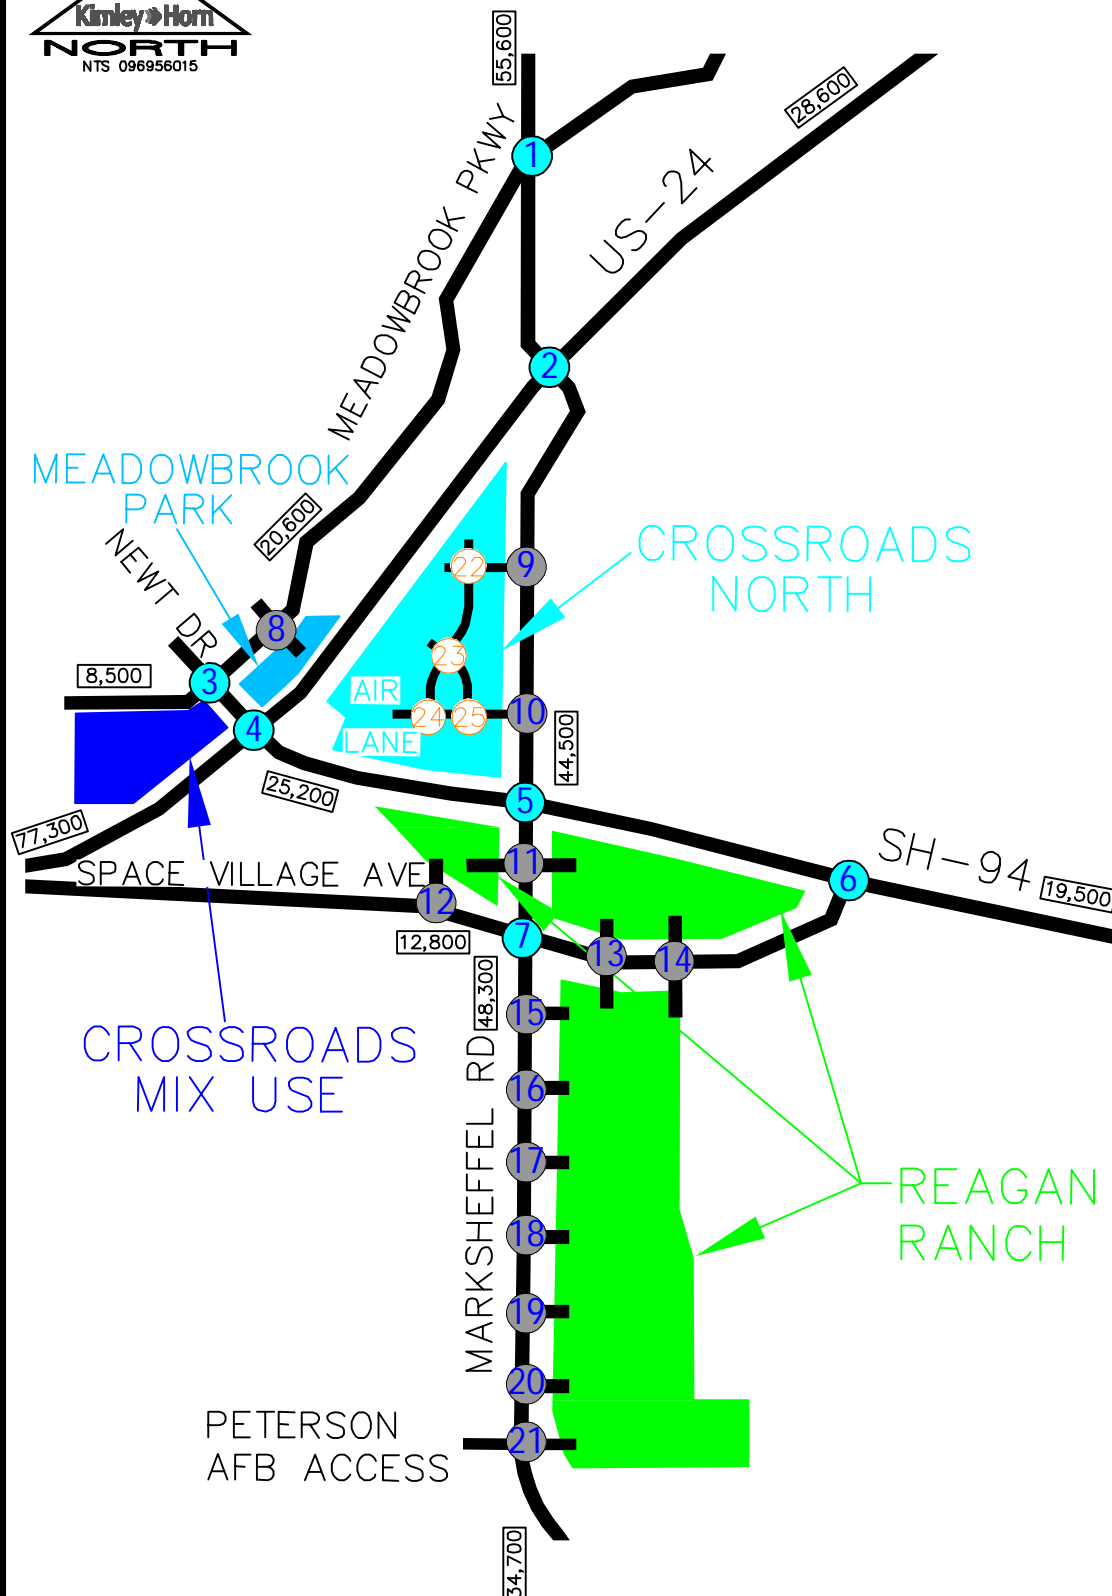 Kimley»Horn
NORTH
NTS 096956015
55,600
28,600
MEADOWBROOK PKWY
1
US-24
2
MEADOWBROOK
PARK
20,600
NEWT DR
CROSSROADS
NORTH
22
9
8
23
8,500
3
AIR
LANE
24
25
10
4
44,500
25,200
5
77,300
SPACE VILLAGE AVE
11
SH-94
6
19,500
12
12,800
7
13
14
48,300
15
CROSSROADS
MIX USE
MARKSHEFFEL RD
16
17
REAGAN
RANCH
18
19
20
PETERSON
AFB ACCESS
21
34,700